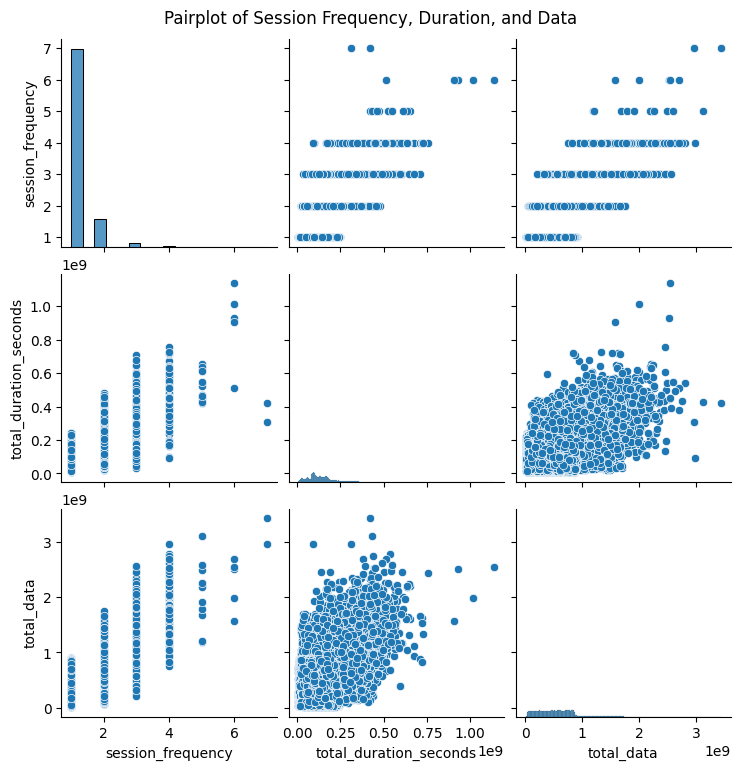 Pairplot of Session Frequency, Duration, and Data
7
6
5
4
3
2
1
session_frequency
1e9
1.0
0.8
0.6
0.4
0.2
0.0
total_duration_seconds
1e9
3
2
1
0
total_data
2 4 6
session_frequency
0.00 0.25 0.50 0.75 1.00
total_duration_seconds 1e9
0 1 2 3
total_data 1e9